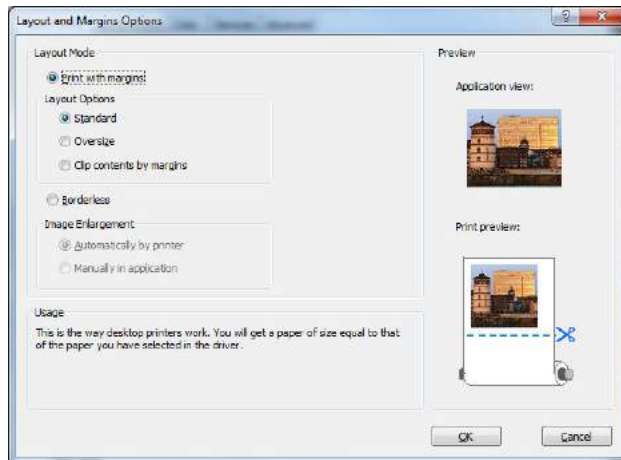 Layout and Margins Options
Layout Mode
Print with margins
Layout Options
Standard
Oversize
Clip contents by margins
Borderless
Image Enlargement
Automatically by printer
Manually in application
Usage
This is the way desktop printers work. You will get a paper of size equal to that
of the paper you have selected in the driver.
Preview
Application view:
Print preview:
OK
Cancel